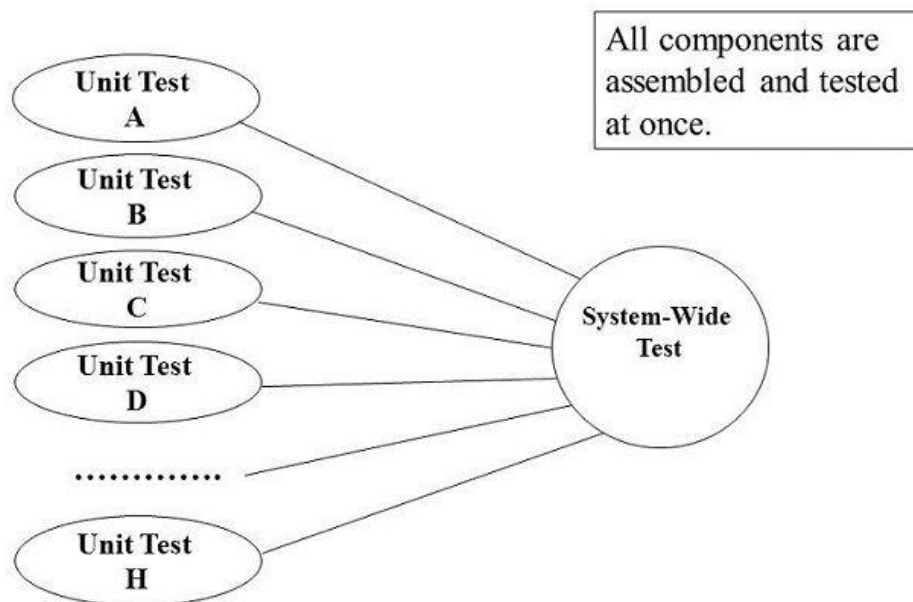 All components are
assembled and tested
at once.
Unit Test
A
Unit Test
B
Unit Test
C
Unit Test
D
.............
Unit Test
H
System-Wide
Test